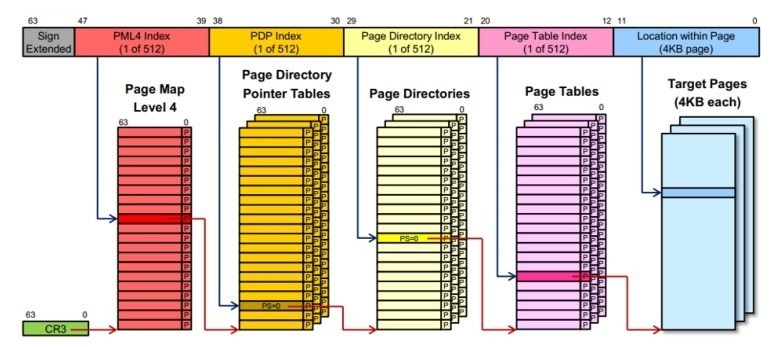 63 47 39 38 30 29 21 20 12 11 0
Sign Extended
PML4 Index
(1 of 512)
PDP Index
(1 of 512)
Page Directory Index
(1 of 512)
Page Table Index
(1 of 512)
Location within Page
(4KB page)
Page Map
Level 4
63 0
P P P P P P P P P P P P P P P P P P
Page Directory
Pointer Tables
63 0
PS=0
P P P P P P P P P P P P P P P P P P
Page Directories
63 0
PS=0
P P P P P P P P P P P P P P P P P P
Page Tables
63 0
P P P P P P P P P P P P P P P P P P
Target Pages
(4KB each)
63 0
CR3